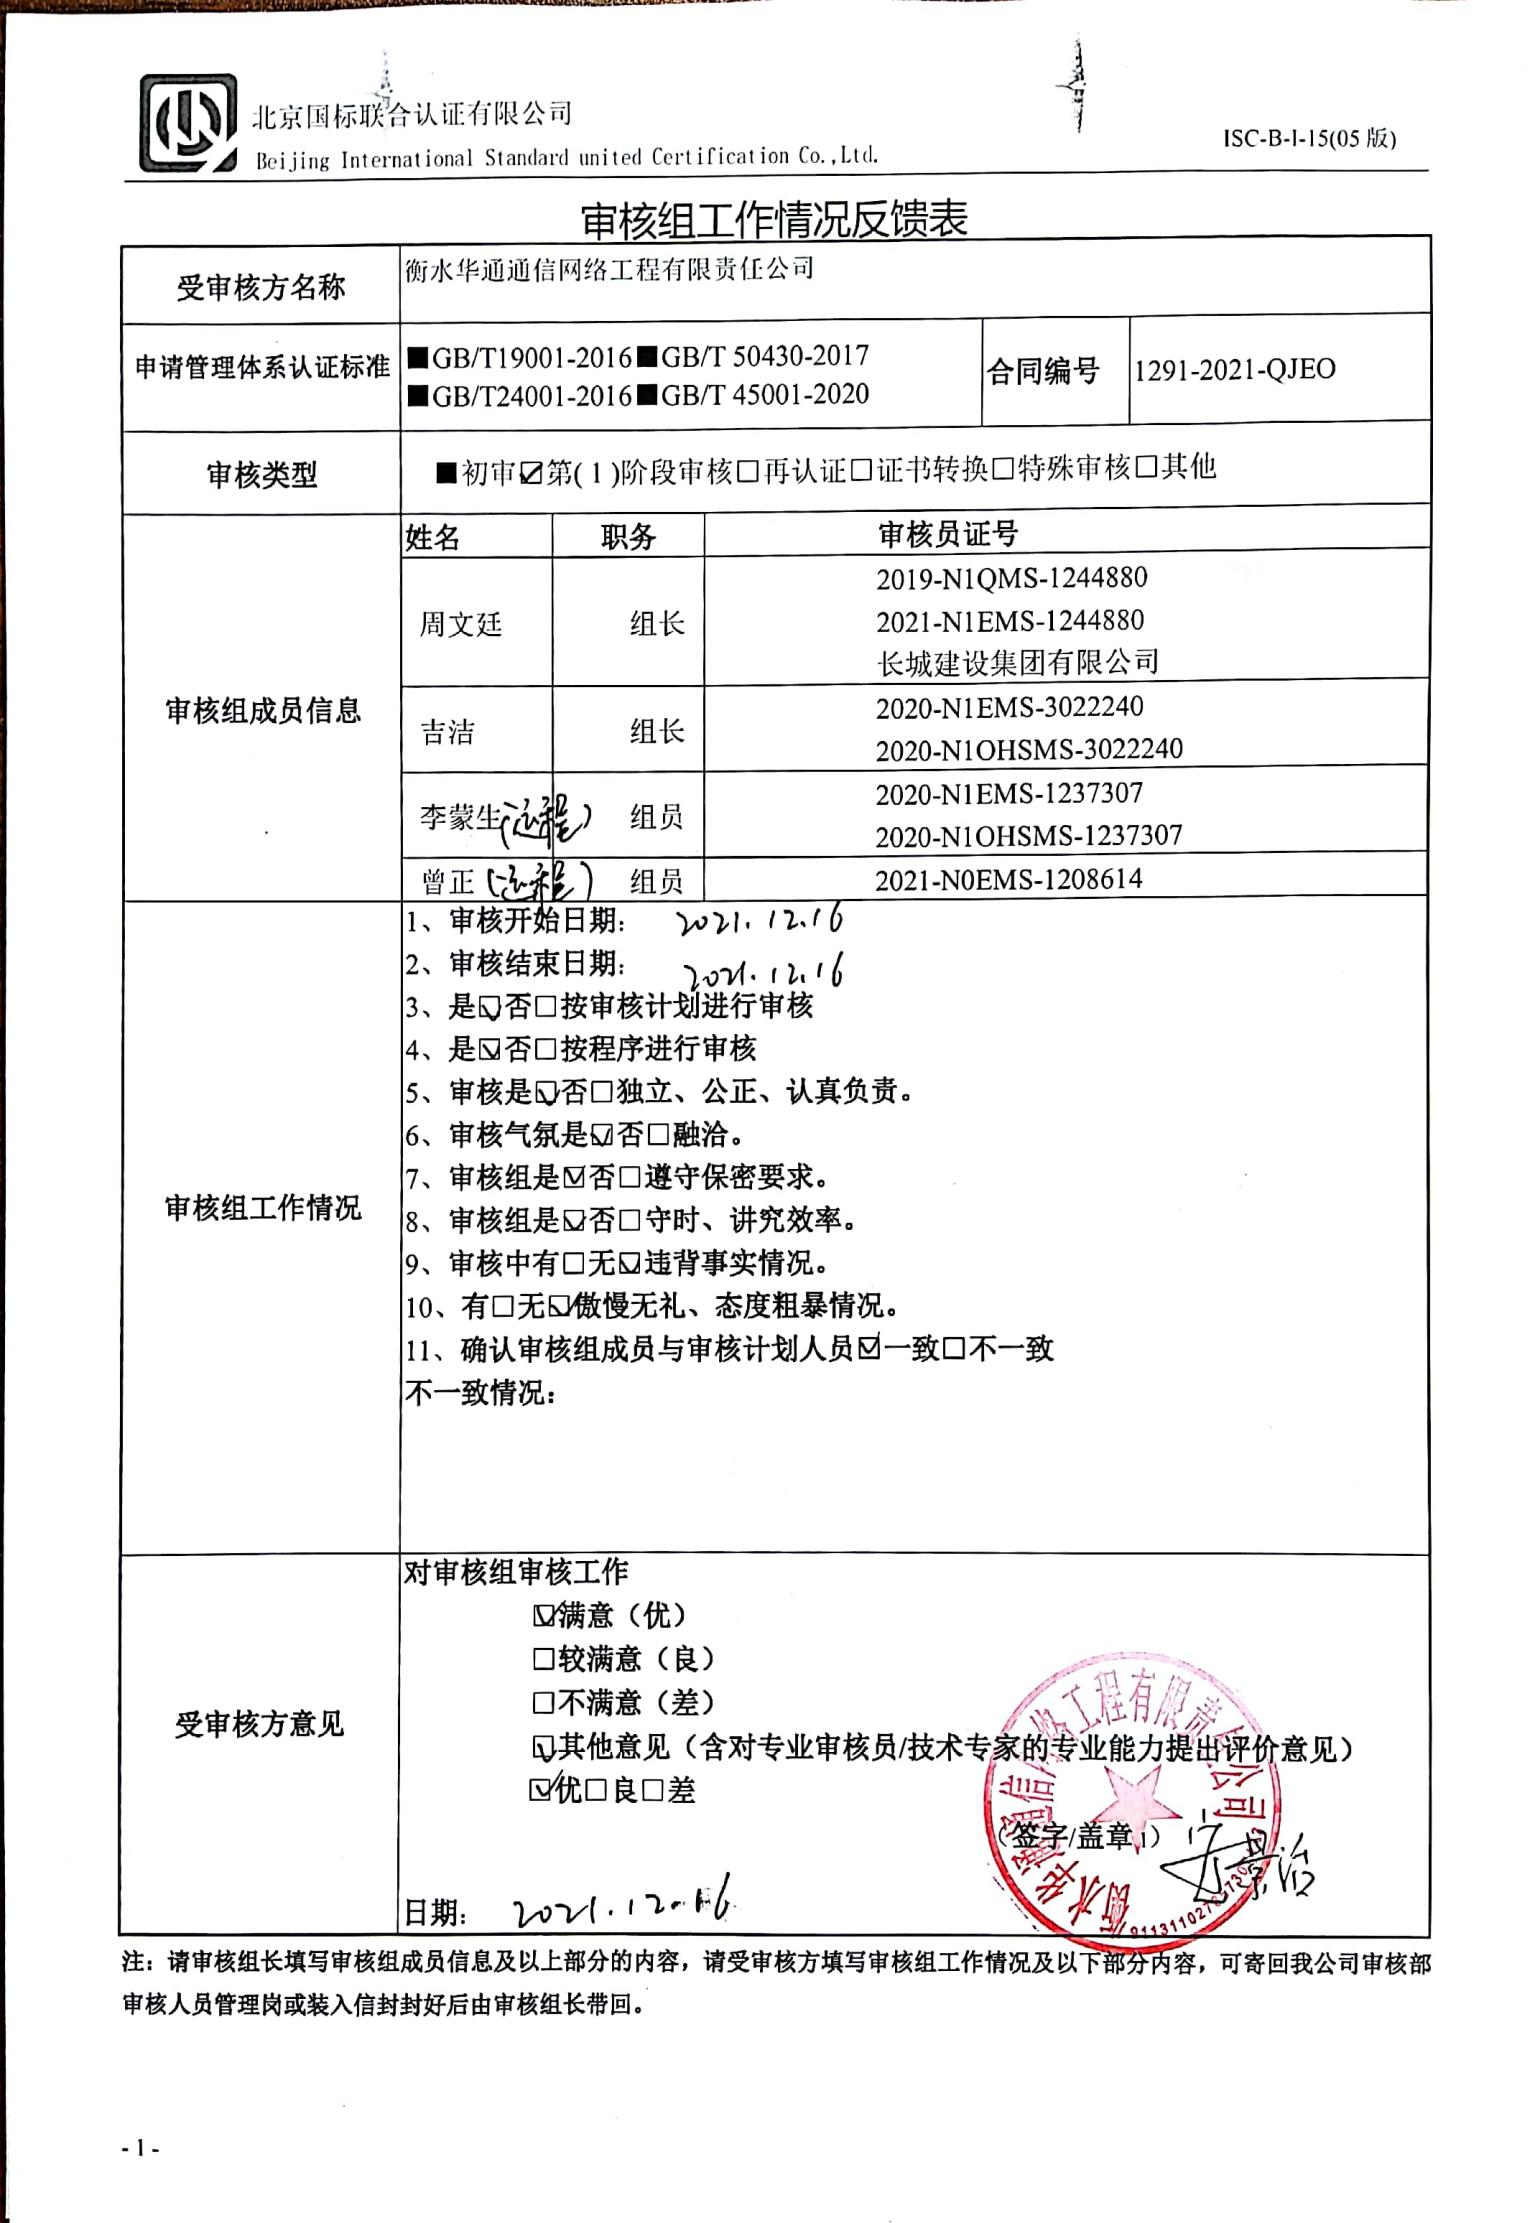 北京国标联合认证有限公司
Beijing International Standard united Certification Co.,Ltd.
ISC-B-I-15(05 版)
审核组工作情况反馈表
受审核方名称 衡水华通通信网络工程有限责任公司
申请管理体系认证标准 ■GB/T19001-2016■GB/T 50430-2017
■GB/T24001-2016■GB/T 45001-2020
合同编号 1291-2021-QJEO
审核类型 ■初审☑第(1)阶段审核□再认证□证书转换□特殊审核□其他
审核组成员信息
姓名 职务 审核员证号
周文廷 组长 2019-N1QMS-1244880
2021-N1EMS-1244880
长城建设集团有限公司
吉洁 组长 2020-N1EMS-3022240
2020-N1OHSMS-3022240
李蒙生(远程) 组员 2020-N1EMS-1237307
2020-N1OHSMS-1237307
曾正(远程) 组员 2021-N0EMS-1208614
审核组工作情况
1、审核开始日期： 2021.12.16
2、审核结束日期： 2021.12.16
3、是☑否□按审核计划进行审核
4、是☑否□按程序进行审核
5、审核是☑否□独立、公正、认真负责。
6、审核气氛是☑否□融洽。
7、审核组是☑否□遵守保密要求。
8、审核组是☑否□守时、讲究效率。
9、审核中有□无☑违背事实情况。
10、有□无☑傲慢无礼、态度粗暴情况。
11、确认审核组成员与审核计划人员☑一致□不一致
不一致情况：
受审核方意见
对审核组审核工作
☑满意（优）
□较满意（良）
□不满意（差）
☑其他意见（含对专业审核员/技术专家的专业能力提出评价意见）
☑优□良□差
（签字/盖章）
日期： 2021.12.16
衡水华通通信网络工程有限责任公司
注：请审核组长填写审核组成员信息及以上部分的内容，请受审核方填写审核组工作情况及以下部分内容，可寄回我公司审核部
审核人员管理岗或装入信封封好后由审核组长带回。
- 1 -